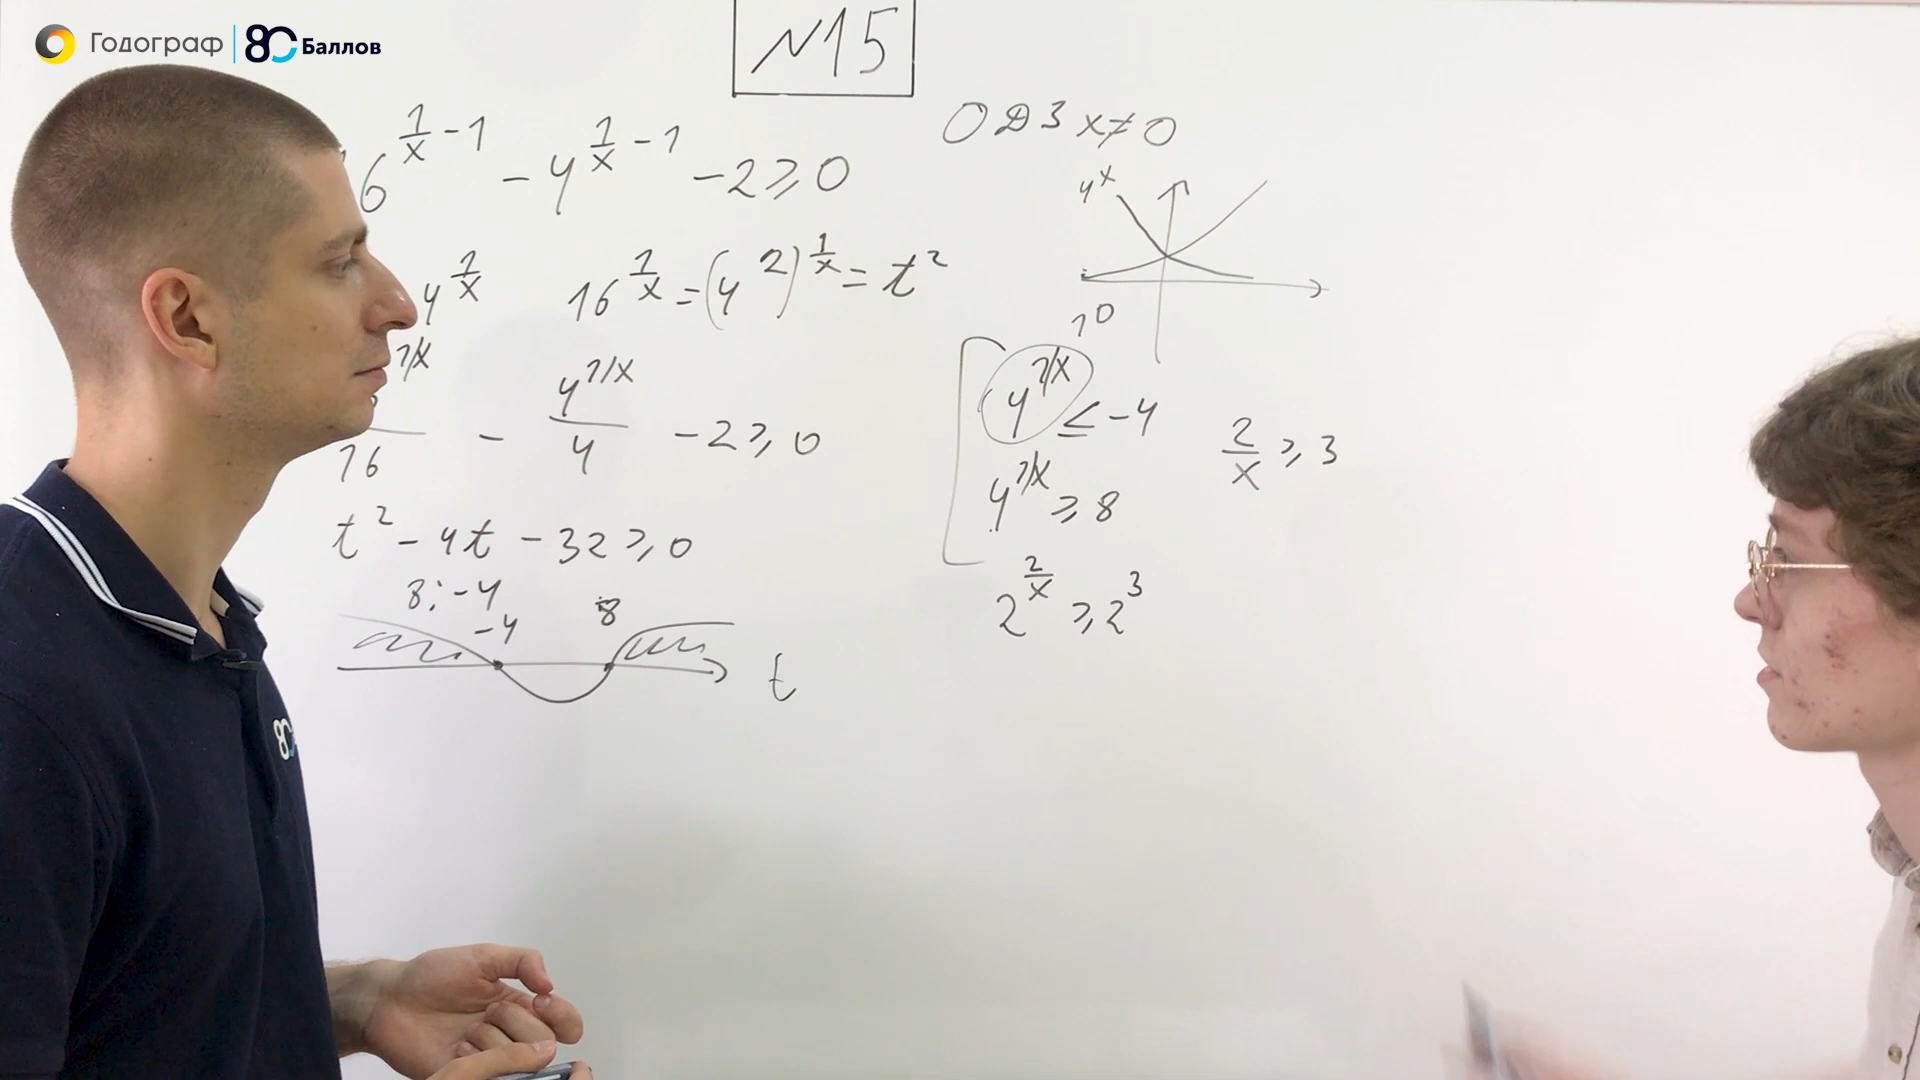 Годограф | 80 Баллов
№15
6^{1/x - 1} - 4^{1/x - 1} - 2 ≥ 0
ОДЗ x≠0
4^x
4^{1/x} 16^{1/x} = (4^2)^{1/x} = t^2
1^0
1/x
16
4^{1/x}/4 - 2 ≥ 0
4^{1/x} ≤ -4
4^{1/x} ≥ 8
2/x ≥ 3
t^2 - 4t - 32 ≥ 0
8; -4
-4 8
t
2^{2/x} ≥ 2^3
80